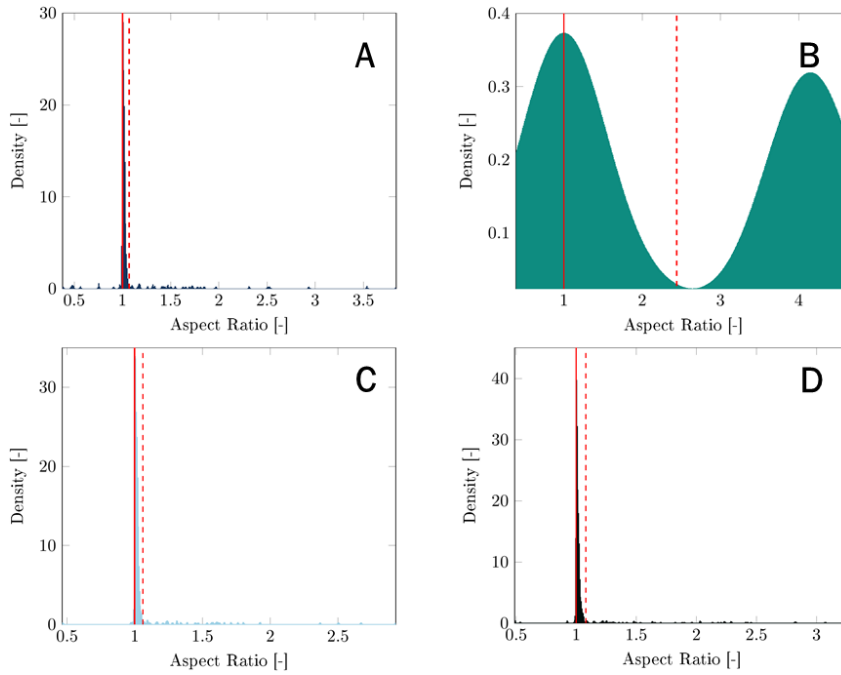 A
Density [-]
30
20
10
0
0.5 1 1.5 2 2.5 3 3.5
Aspect Ratio [-]
B
Density [-]
0.4
0.3
0.2
0.1
1 2 3 4
Aspect Ratio [-]
C
Density [-]
30
20
10
0
0.5 1 1.5 2 2.5
Aspect Ratio [-]
D
Density [-]
40
30
20
10
0
0.5 1 1.5 2 2.5 3
Aspect Ratio [-]